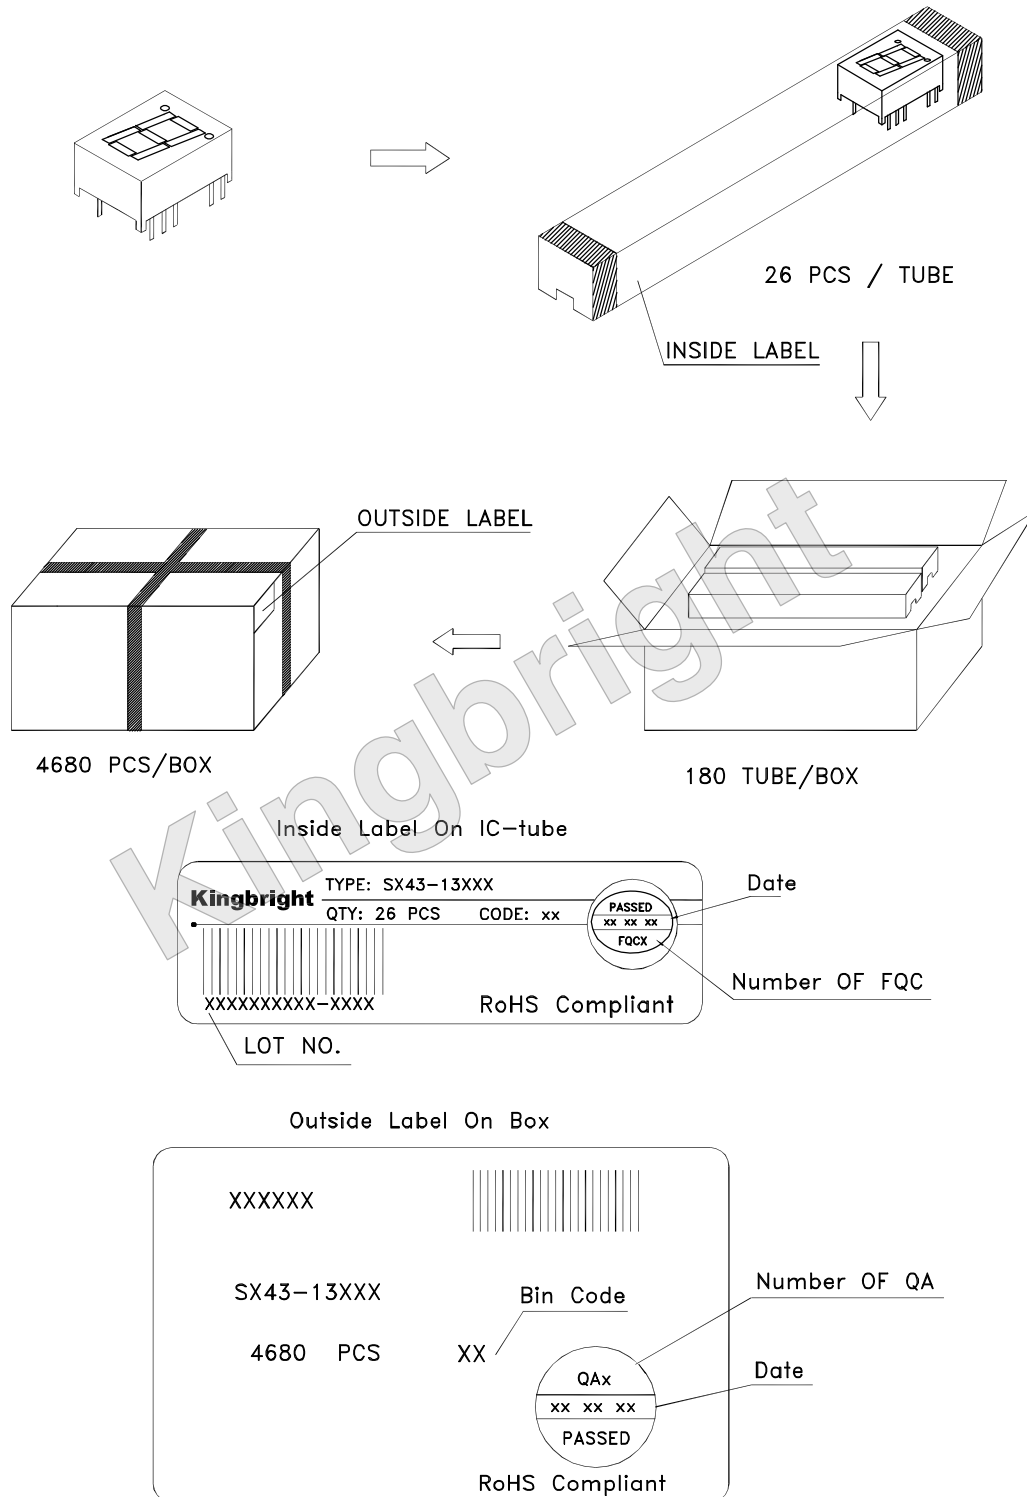 26 PCS / TUBE
INSIDE LABEL
OUTSIDE LABEL
4680 PCS/BOX
180 TUBE/BOX
Kingbright
Inside Label On IC-tube
Kingbright
TYPE: SX43-13XXX
QTY: 26 PCS CODE: xx
PASSED
xx xx xx
FQCX
Date
Number OF FQC
XXXXXXXXXX-XXXX
RoHS Compliant
LOT NO.
Outside Label On Box
XXXXXX
SX43-13XXX
Bin Code
Number OF QA
4680 PCS XX
QAx
Date
xx xx xx
PASSED
RoHS Compliant